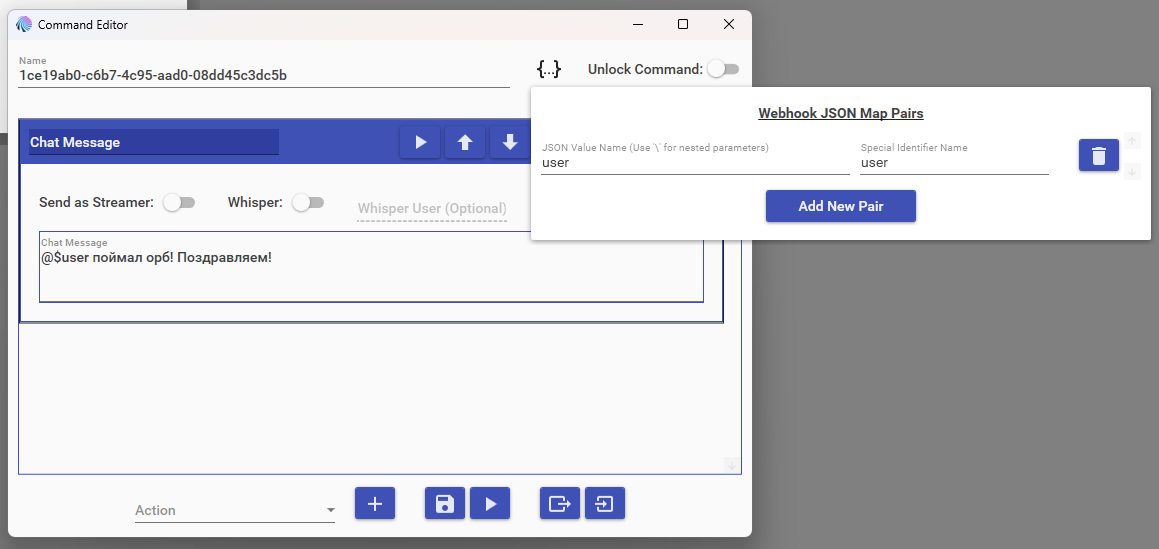 Command Editor
Name
1ce19ab0-c6b7-4c95-aad0-08dd45c3dc5b
{...}
Unlock Command:
Webhook JSON Map Pairs
JSON Value Name (Use '\' for nested parameters)
user
Special Identifier Name
user
Add New Pair
Chat Message
Send as Streamer:
Whisper:
Whisper User (Optional)
Chat Message
@$user поймал орб! Поздравляем!
Action